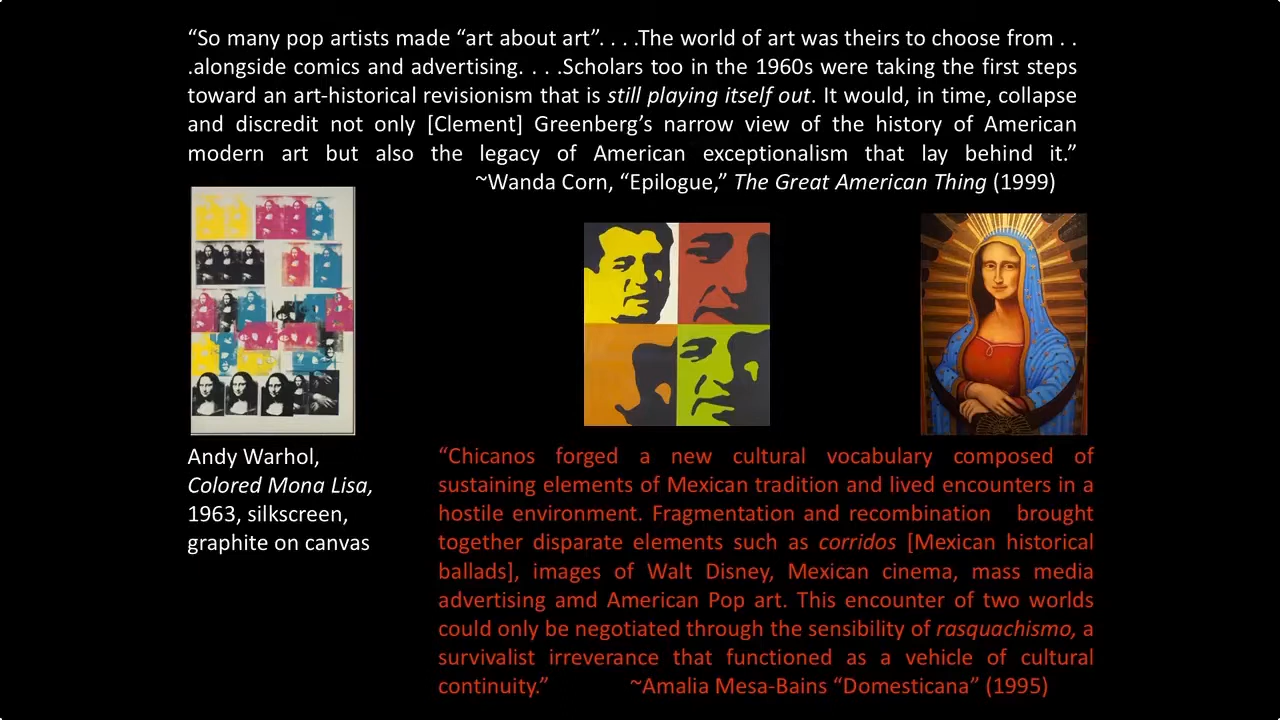 “So many pop artists made “art about art”. . . .The world of art was theirs to choose from . .
.alongside comics and advertising. . . .Scholars too in the 1960s were taking the first steps
toward an art-historical revisionism that is still playing itself out. It would, in time, collapse
and discredit not only [Clement] Greenberg’s narrow view of the history of American
modern art but also the legacy of American exceptionalism that lay behind it.”
~Wanda Corn, “Epilogue,” The Great American Thing (1999)
Andy Warhol,
Colored Mona Lisa,
1963, silkscreen,
graphite on canvas
“Chicanos forged a new cultural vocabulary composed of
sustaining elements of Mexican tradition and lived encounters in a
hostile environment. Fragmentation and recombination brought
together disparate elements such as corridos [Mexican historical
ballads], images of Walt Disney, Mexican cinema, mass media
advertising amd American Pop art. This encounter of two worlds
could only be negotiated through the sensibility of rasquachismo, a
survivalist irreverance that functioned as a vehicle of cultural
continuity.” ~Amalia Mesa-Bains “Domesticana” (1995)